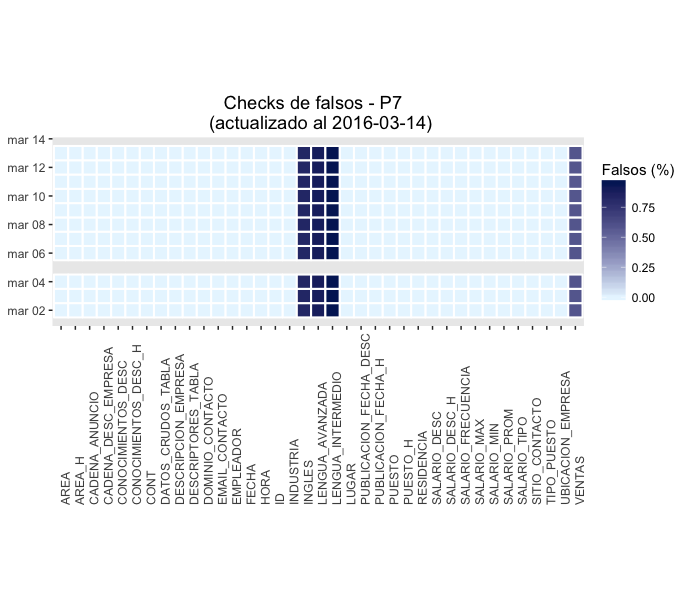 Checks de falsos - P7
(actualizado al 2016-03-14)
mar 14
mar 12
mar 10
mar 08
mar 06
mar 04
mar 02
Falsos (%)
0.75
0.50
0.25
0.00
AREA
AREA_H
CADENA_ANUNCIO
CADENA_DESC_EMPRESA
CONOCIMIENTOS_DESC
CONOCIMIENTOS_DESC_H
CONT
DATOS_CRUDOS_TABLA
DESCRIPCION_EMPRESA
DESCRIPTORES_TABLA
DOMINIO_CONTACTO
EMAIL_CONTACTO
EMPLEADOR
FECHA
HORA
ID
INDUSTRIA
INGLES
LENGUA_AVANZADA
LENGUA_INTERMEDIO
LUGAR
PUBLICACION_FECHA_DESC
PUBLICACION_FECHA_H
PUESTO
PUESTO_H
RESIDENCIA
SALARIO_DESC
SALARIO_DESC_H
SALARIO_FRECUENCIA
SALARIO_MAX
SALARIO_MIN
SALARIO_PROM
SALARIO_TIPO
SITIO_CONTACTO
TIPO_PUESTO
UBICACION_EMPRESA
VENTAS